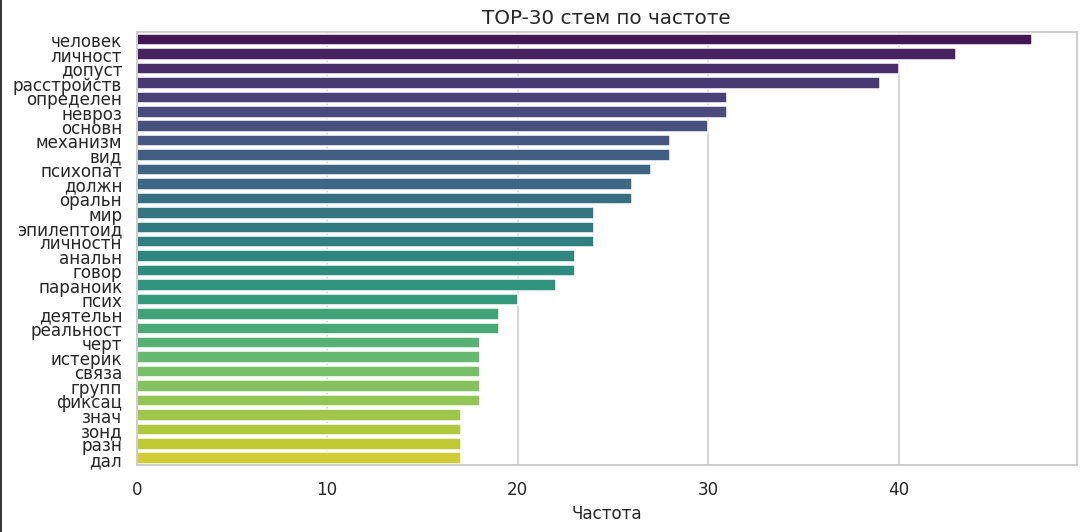 TOP-30 стем по частоте
человек
личност
допуст
расстройств
определен
невроз
основн
механизм
вид
психопат
должн
оральн
мир
эпилептоид
личностн
анальн
говор
параноик
псих
деятельн
реальност
черт
истерик
связа
групп
фиксац
знач
зонд
разн
дал
0 10 20 30 40
Частота